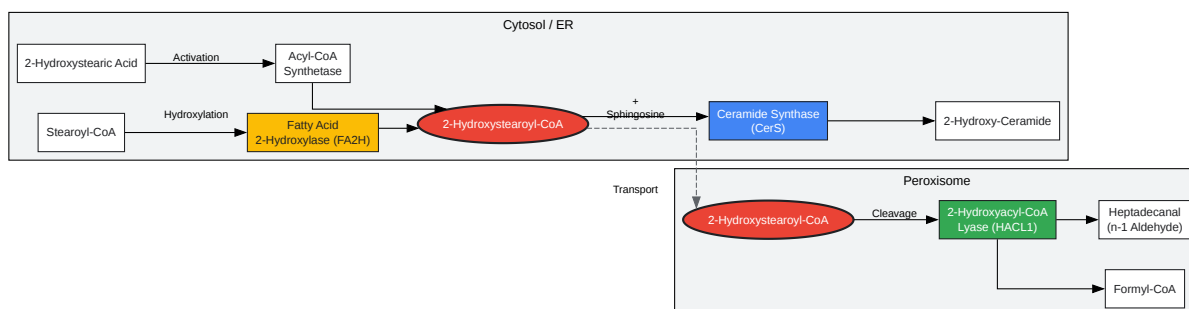 Cytosol / ER
2-Hydroxystearic Acid
Activation
Acyl-CoA
Synthetase
Stearoyl-CoA
Hydroxylation
Fatty Acid
2-Hydroxylase (FA2H)
2-Hydroxystearoyl-CoA
+
Sphingosine
Ceramide Synthase
(CerS)
2-Hydroxy-Ceramide
Transport
Peroxisome
2-Hydroxystearoyl-CoA
Cleavage
2-Hydroxyacyl-CoA
Lyase (HACL1)
Heptadecanal
(n-1 Aldehyde)
Formyl-CoA